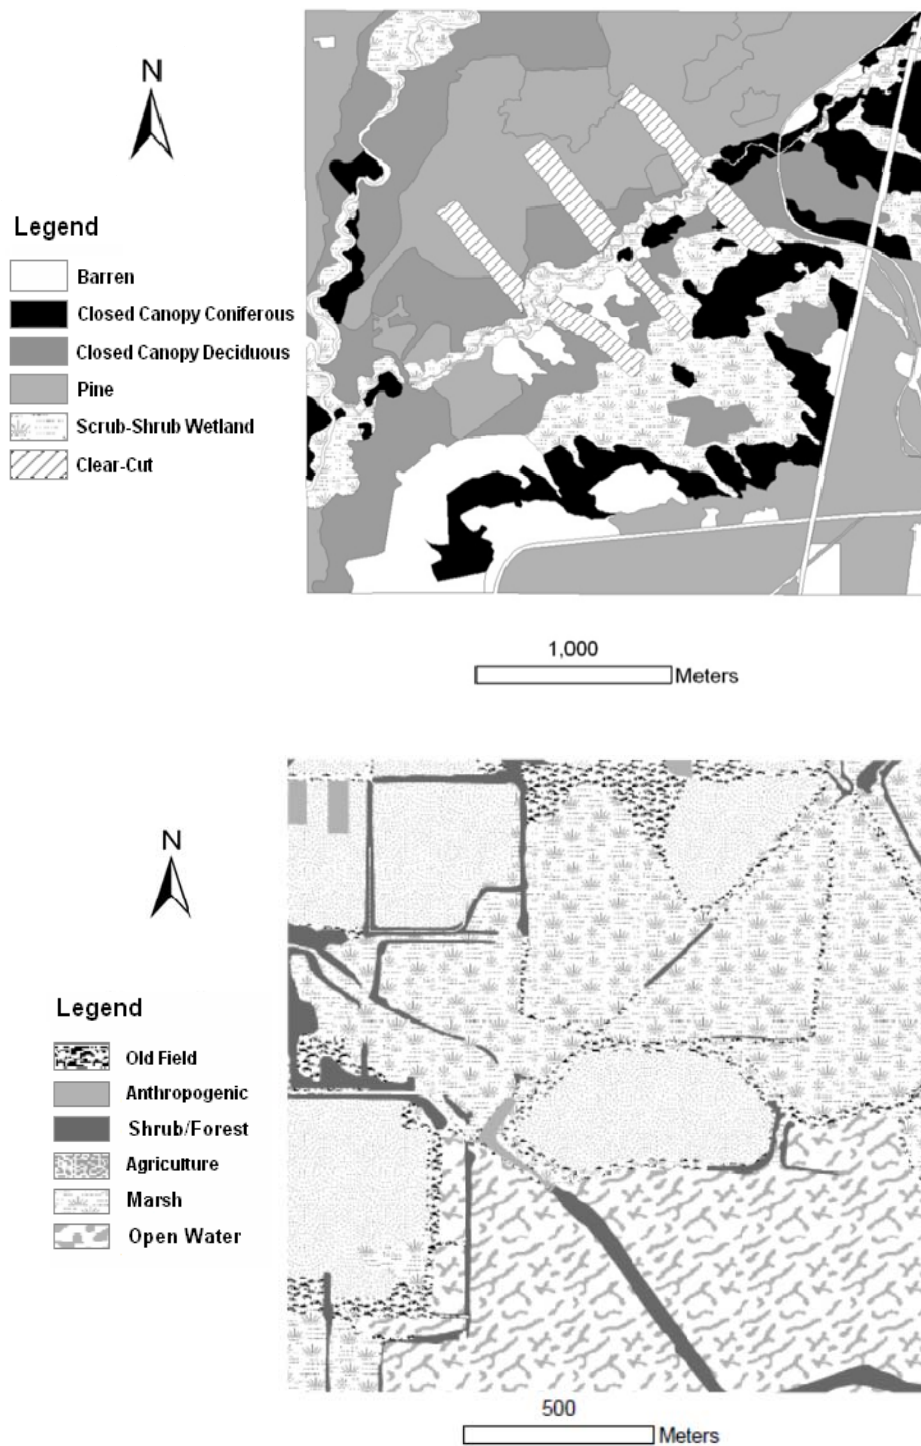 N
Legend
Barren
Closed Canopy Coniferous
Closed Canopy Deciduous
Pine
Scrub-Shrub Wetland
Clear-Cut
1,000
Meters
N
Legend
Old Field
Anthropogenic
Shrub/Forest
Agriculture
Marsh
Open Water
500
Meters